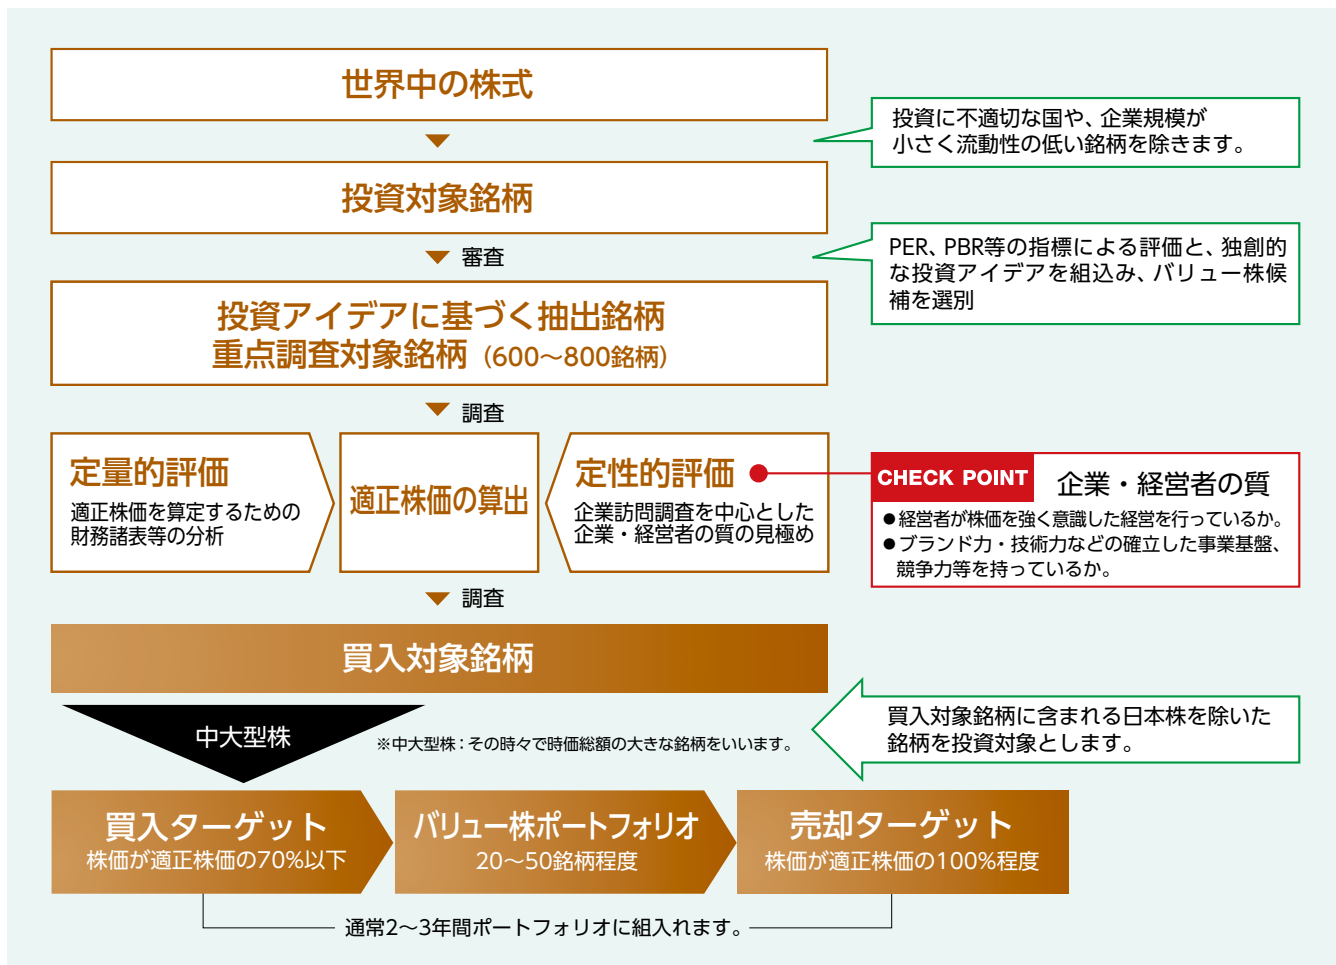 世界中の株式
投資に不適切な国や、企業規模が
小さく流動性の低い銘柄を除きます。
投資対象銘柄
審査
PER、PBR等の指標による評価と、独創的
な投資アイデアを組込み、バリュー株候
補を選別
投資アイデアに基づく抽出銘柄
重点調査対象銘柄（600〜800銘柄）
調査
定量的評価
適正株価を算定するための
財務諸表等の分析
適正株価の算出
定性的評価
企業訪問調査を中心とした
企業・経営者の質の見極め
CHECK POINT 企業・経営者の質
●経営者が株価を強く意識した経営を行っているか。
●ブランド力・技術力などの確立した事業基盤、
競争力等を持っているか。
調査
買入対象銘柄
中大型株
※中大型株：その時々で時価総額の大きな銘柄をいいます。
買入対象銘柄に含まれる日本株を除いた
銘柄を投資対象とします。
買入ターゲット
株価が適正株価の70%以下
バリュー株ポートフォリオ
20〜50銘柄程度
売却ターゲット
株価が適正株価の100%程度
通常2〜3年間ポートフォリオに組入れます。